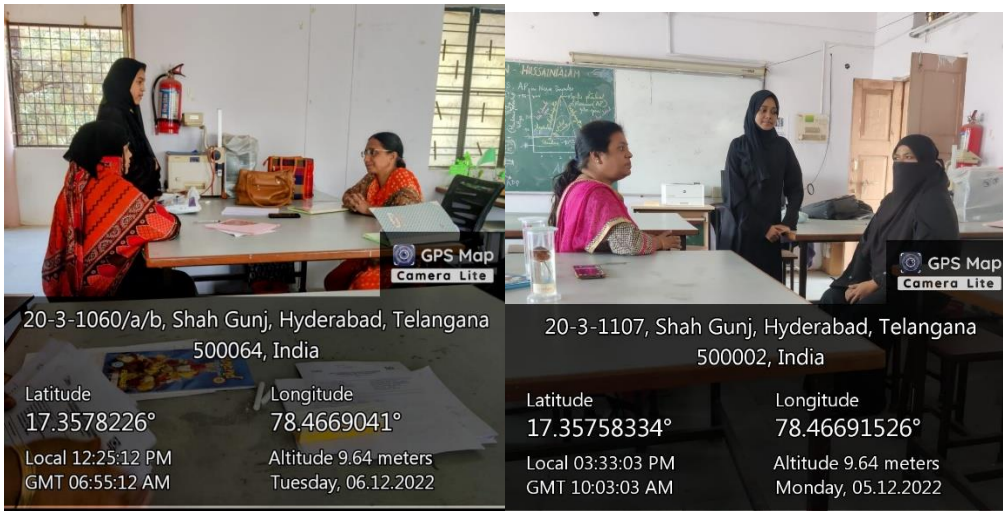 GPS Map
Camera Lite
20-3-1060/a/b, Shah Gunj, Hyderabad, Telangana
500064, India
Latitude
17.3578226°
Longitude
78.4669041°
Local 12:25:12 PM
GMT 06:55:12 AM
Altitude 9.64 meters
Tuesday, 06.12.2022
HUSSAINIALAM
GPS Map
Camera Lite
20-3-1107, Shah Gunj, Hyderabad, Telangana
500002, India
Latitude
17.35758334°
Longitude
78.46691526°
Local 03:33:03 PM
GMT 10:03:03 AM
Altitude 9.64 meters
Monday, 05.12.2022